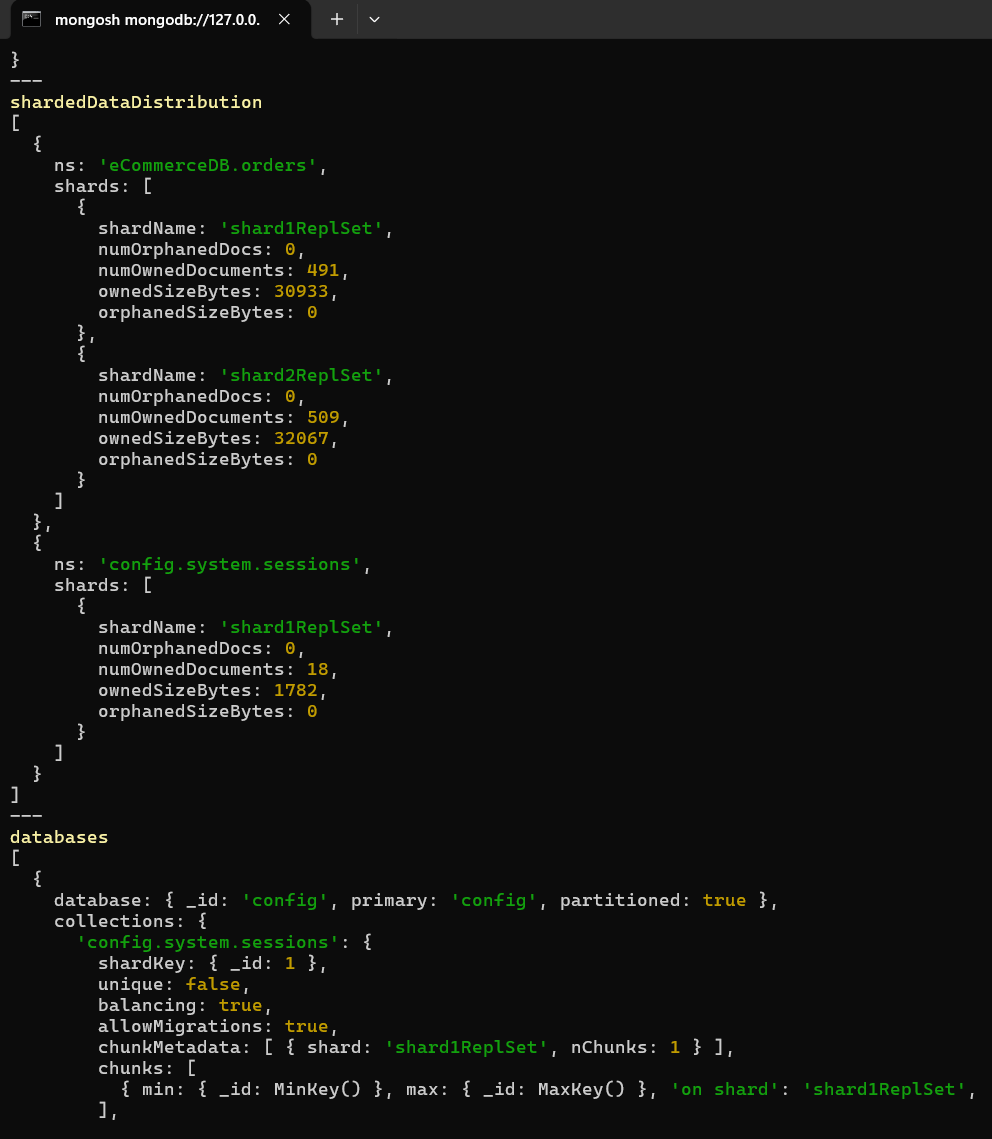 mongosh mongodb://127.0.0.
}
---
shardedDataDistribution
[
  {
    ns: 'eCommerceDB.orders',
    shards: [
      {
        shardName: 'shard1ReplSet',
        numOrphanedDocs: 0,
        numOwnedDocuments: 491,
        ownedSizeBytes: 30933,
        orphanedSizeBytes: 0
      },
      {
        shardName: 'shard2ReplSet',
        numOrphanedDocs: 0,
        numOwnedDocuments: 509,
        ownedSizeBytes: 32067,
        orphanedSizeBytes: 0
      }
    ]
  },
  {
    ns: 'config.system.sessions',
    shards: [
      {
        shardName: 'shard1ReplSet',
        numOrphanedDocs: 0,
        numOwnedDocuments: 18,
        ownedSizeBytes: 1782,
        orphanedSizeBytes: 0
      }
    ]
  }
]
---
databases
[
  {
    database: { _id: 'config', primary: 'config', partitioned: true },
    collections: {
      'config.system.sessions': {
        shardKey: { _id: 1 },
        unique: false,
        balancing: true,
        allowMigrations: true,
        chunkMetadata: [ { shard: 'shard1ReplSet', nChunks: 1 } ],
        chunks: [
          { min: { _id: MinKey() }, max: { _id: MaxKey() }, 'on shard': 'shard1ReplSet',
        ],